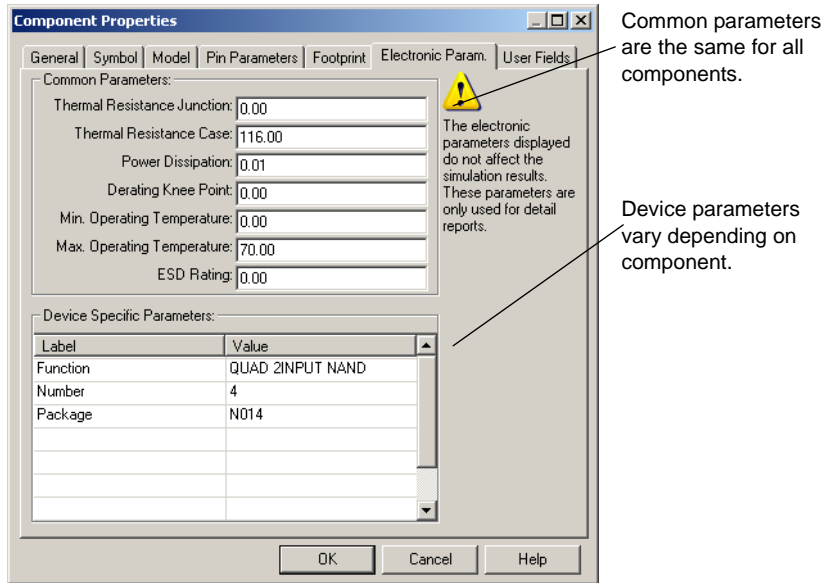 Component Properties
General
Symbol
Model
Pin Parameters
Footprint
Electronic Param.
User Fields
Common Parameters:
Thermal Resistance Junction: 0.00
Thermal Resistance Case: 116.00
Power Dissipation: 0.01
Derating Knee Point: 0.00
Min. Operating Temperature: 0.00
Max. Operating Temperature: 70.00
ESD Rating: 0.00
The electronic
parameters displayed
do not affect the
simulation results.
These parameters are
only used for detail
reports.
Device Specific Parameters:
Label Value
Function QUAD 2INPUT NAND
Number 4
Package N014
OK
Cancel
Help
Common parameters
are the same for all
components.
Device parameters
vary depending on
component.